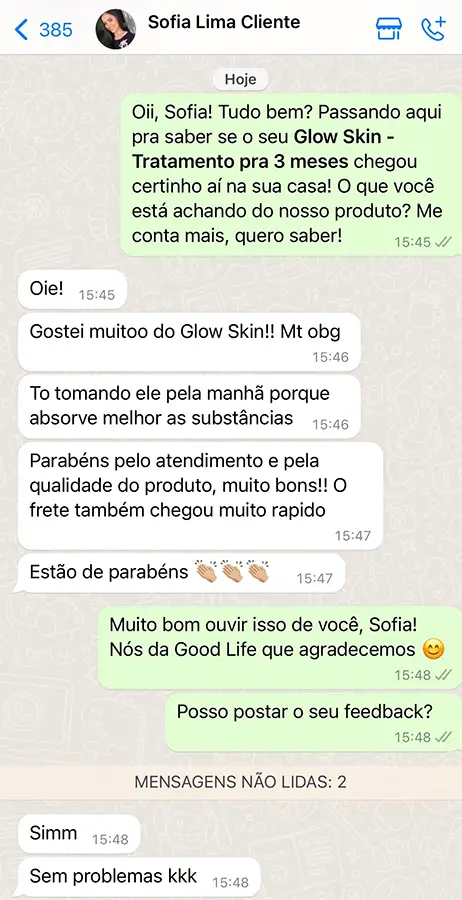 385
Sofia Lima Cliente
Hoje
Oii, Sofia! Tudo bem? Passando aqui
pra saber se o seu Glow Skin -
Tratamento pra 3 meses chegou
certinho aí na sua casa! O que você
está achando do nosso produto? Me
conta mais, quero saber!
15:45
Oie!
15:45
Gostei muitoo do Glow Skin!! Mt obg
15:46
To tomando ele pela manhã porque
absorve melhor as substâncias
15:46
Parabéns pelo atendimento e pela
qualidade do produto, muito bons!! O
frete também chegou muito rapido
15:47
Estão de parabéns 👏🏼👏🏼👏🏼
15:47
Muito bom ouvir isso de você, Sofia!
Nós da Good Life que agradecemos 😊
15:48
Posso postar o seu feedback?
15:48
MENSAGENS NÃO LIDAS: 2
Simm
15:48
Sem problemas kkk
15:48